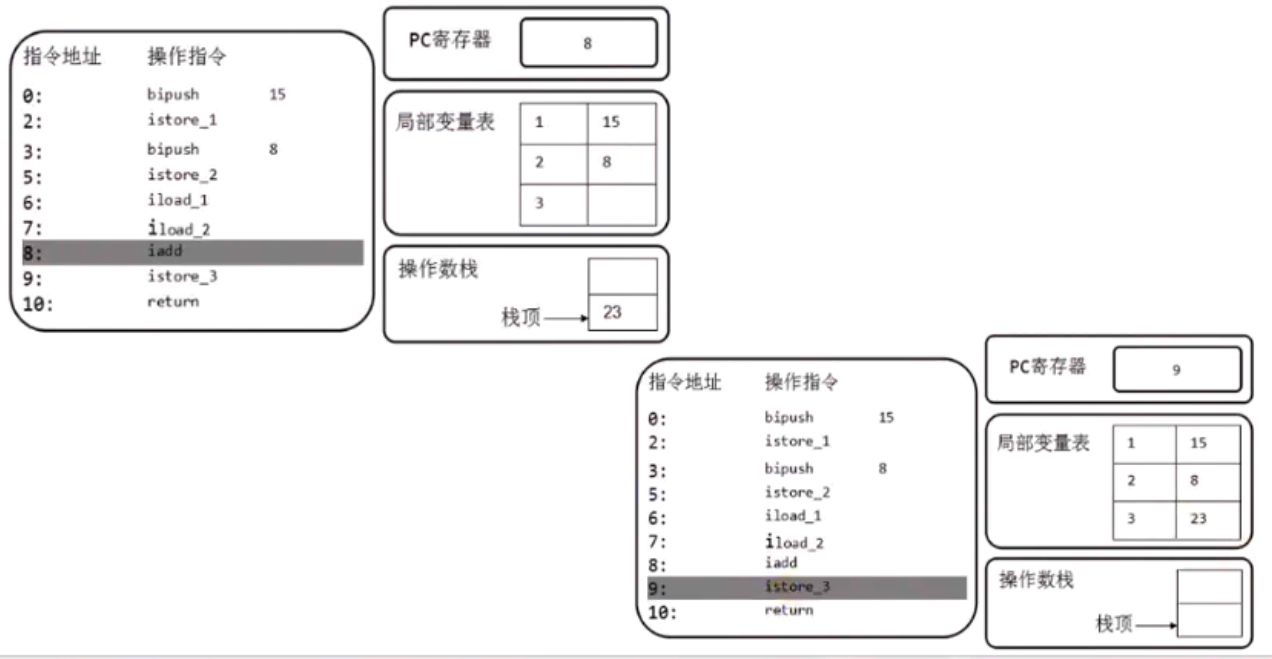 指令地址 操作指令
0: bipush 15
2: istore_1
3: bipush 8
5: istore_2
6: iload_1
7: iload_2
8: iadd
9: istore_3
10: return
PC寄存器 8
局部变量表 1 15
2 8
3
操作数栈
栈顶 23
指令地址 操作指令
0: bipush 15
2: istore_1
3: bipush 8
5: istore_2
6: iload_1
7: iload_2
8: iadd
9: istore_3
10: return
PC寄存器 9
局部变量表 1 15
2 8
3 23
操作数栈
栈顶